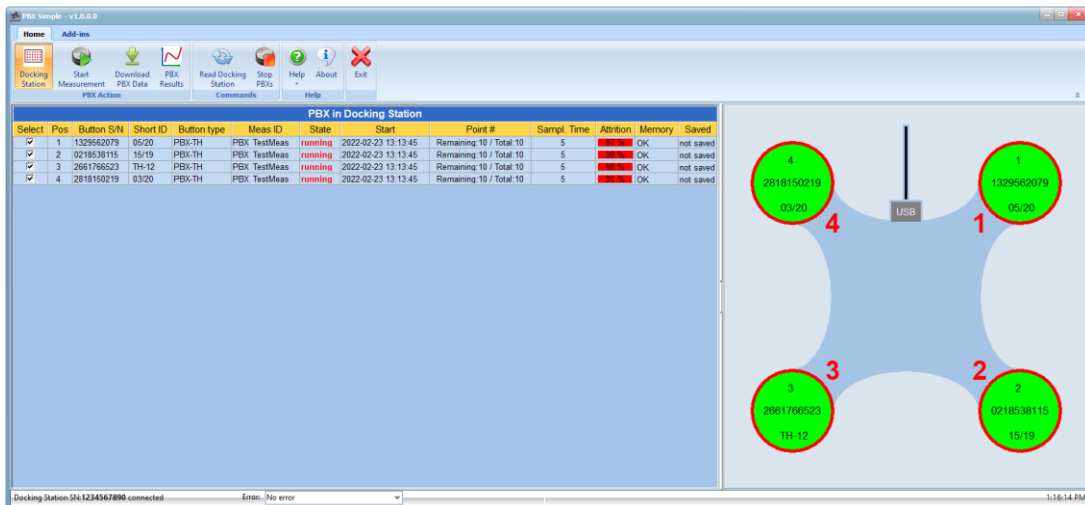 PBX Simple - v1.0.0.0
Home Add-ins
Docking Station
Start Measurement
Download PBX Data
PBX Results
Read Docking Station
Stop PBXs
Help
About
Exit
PBX Action
Commands
Help
PBX in Docking Station
Select Pos Button S/N Short ID Button type Meas ID State Start Point # Sampl. Time Attrition Memory Saved
1 1329562079 05/20 PBX-TH PBX_TestMeas running 2022-02-23 13:13:45 Remaining:10 / Total:10 5 97 % OK not saved
2 0218538115 15/19 PBX-TH PBX_TestMeas running 2022-02-23 13:13:45 Remaining:10 / Total:10 5 OK not saved
3 2661766523 TH-12 PBX-TH PBX_TestMeas running 2022-02-23 13:13:45 Remaining:10 / Total:10 5 OK not saved
4 2818150219 03/20 PBX-TH PBX_TestMeas running 2022-02-23 13:13:45 Remaining:10 / Total:10 5 OK not saved
4
2818150219
03/20
4
USB
1
1329562079
05/20
1
3
2661766523
TH-12
3
2
0218538115
15/19
2
Docking Station SN:1234567890 connected Error: No error 1:16:14 PM